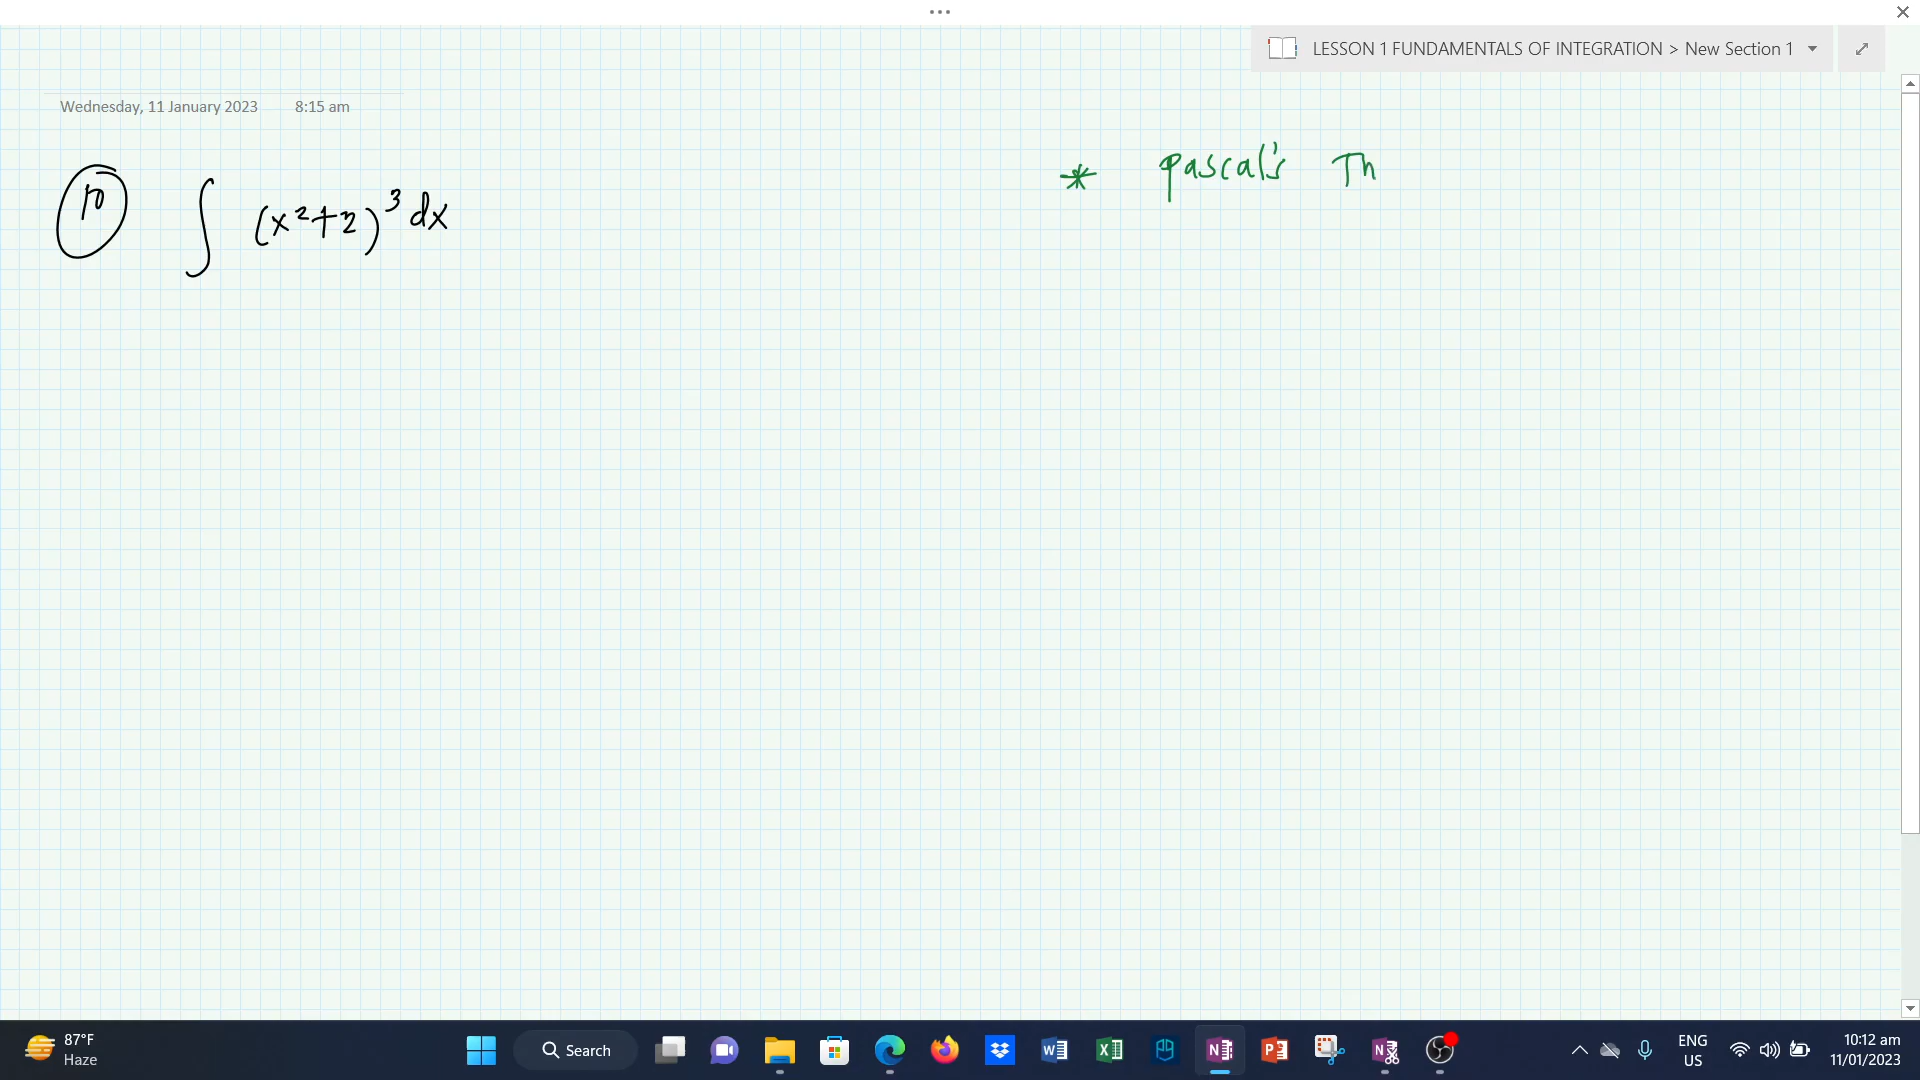 LESSON 1 FUNDAMENTALS OF INTEGRATION > New Section 1
Wednesday, 11 January 2023 8:15 am
10 ∫ (x²+2)³ dx
* Pascal's Th
87°F
Haze
Search
ENG
US
10:12 am
11/01/2023